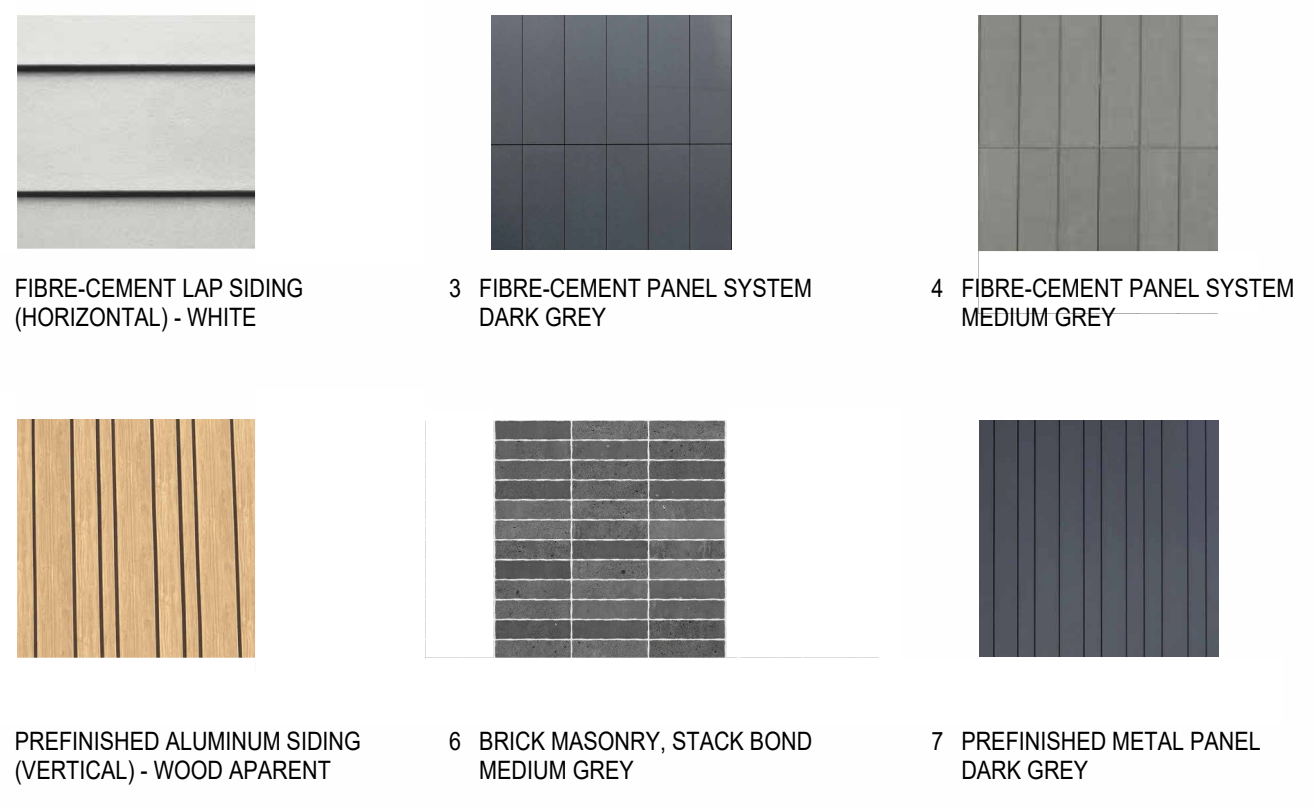 FIBRE-CEMENT LAP SIDING
(HORIZONTAL) - WHITE
3 FIBRE-CEMENT PANEL SYSTEM
DARK GREY
4 FIBRE-CEMENT PANEL SYSTEM
MEDIUM GREY
PREFINISHED ALUMINUM SIDING
(VERTICAL) - WOOD APARENT
6 BRICK MASONRY, STACK BOND
MEDIUM GREY
7 PREFINISHED METAL PANEL
DARK GREY